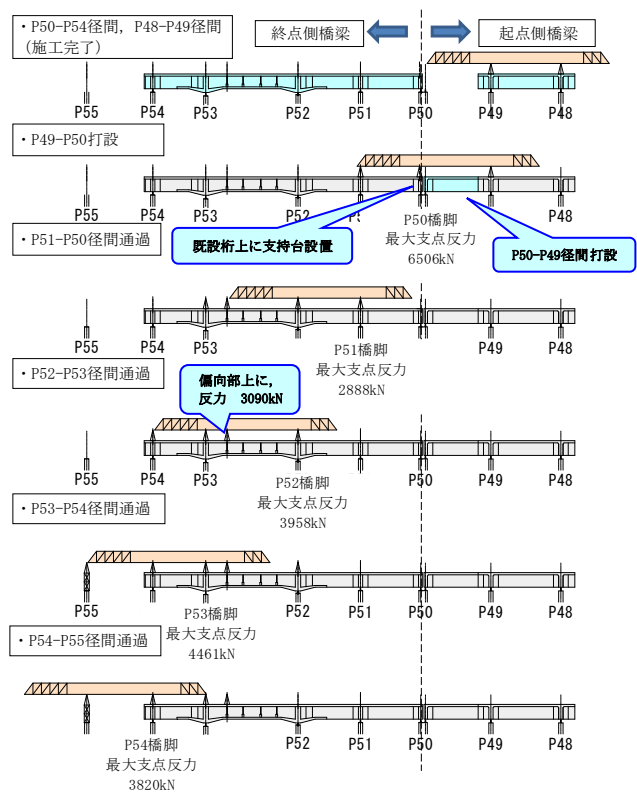 ・P50-P54径間, P48-P49径間
(施工完了)
終点側橋梁
起点側橋梁
P55 P54 P53 P52 P51 P50 P49 P48
・P49-P50打設
P55 P54 P53 P52 P48
既設桁上に支持台設置
P50橋脚
最大支点反力
6506kN
P50-P49径間打設
・P51-P50径間通過
P55 P54 P53 P49 P48
P51橋脚
最大支点反力
2888kN
・P52-P53径間通過
偏向部上に,
反力 3090kN
P55 P54 P53 P51 P50 P49 P48
P52橋脚
最大支点反力
3958kN
・P53-P54径間通過
P55 P52 P51 P50 P49 P48
P53橋脚
最大支点反力
4461kN
・P54-P55径間通過
P52 P51 P50 P49 P48
P54橋脚
最大支点反力
3820kN